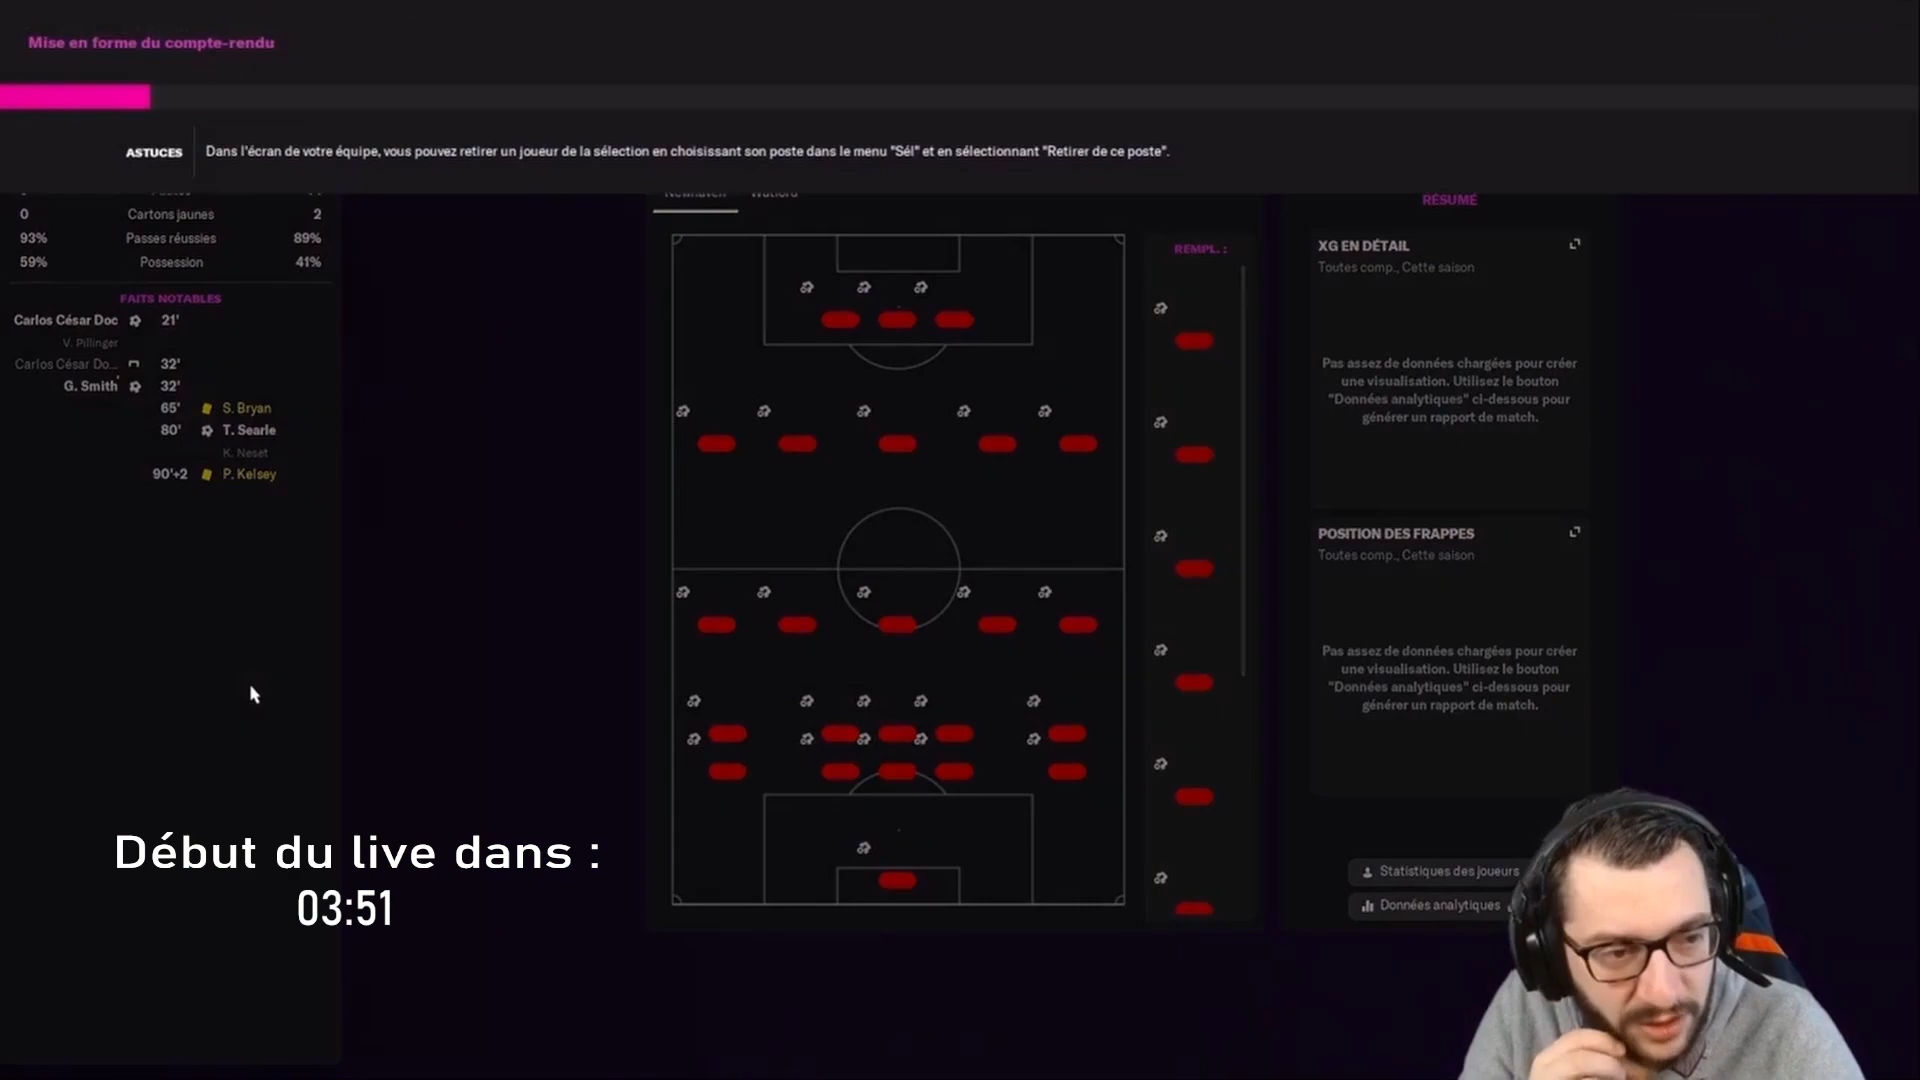 Mise en forme du compte-rendu
ASTUCES
Dans l'écran de votre équipe, vous pouvez retirer un joueur de la sélection en choisissant son poste dans le menu "Sél" et en sélectionnant "Retirer de ce poste".
0 Cartons jaunes 2
93% Passes réussies 89%
59% Possession 41%
FAITS NOTABLES
Carlos César Doc 21'
V. Pillinger
Carlos César Do... 32'
G. Smith 32'
65' S. Bryan
80' T. Searle
K. Neset
90'+2 P. Kelsey
Newhaven Watford
REMPL. :
RÉSUMÉ
XG EN DÉTAIL
Toutes comp., Cette saison
Pas assez de données chargées pour créer
une visualisation. Utilisez le bouton
"Données analytiques" ci-dessous pour
générer un rapport de match.
POSITION DES FRAPPES
Toutes comp., Cette saison
Pas assez de données chargées pour créer
une visualisation. Utilisez le bouton
"Données analytiques" ci-dessous pour
générer un rapport de match.
Statistiques des joueurs
Données analytiques
Début du live dans :
03:51